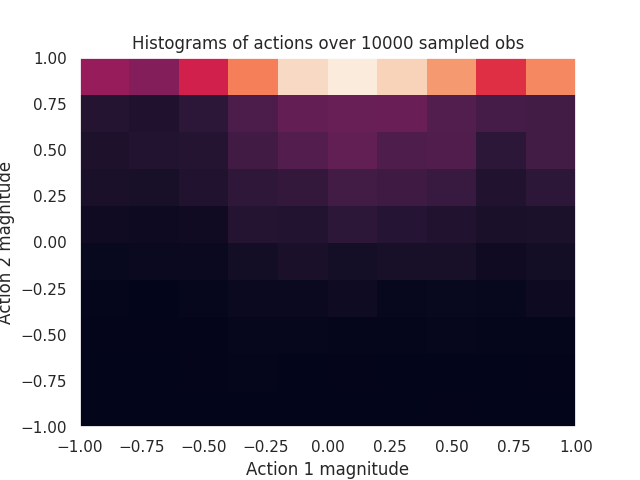 Histograms of actions over 10000 sampled obs
1.00
0.75
0.50
0.25
0.00
−0.25
−0.50
−0.75
−1.00
Action 2 magnitude
−1.00 −0.75 −0.50 −0.25 0.00 0.25 0.50 0.75 1.00
Action 1 magnitude